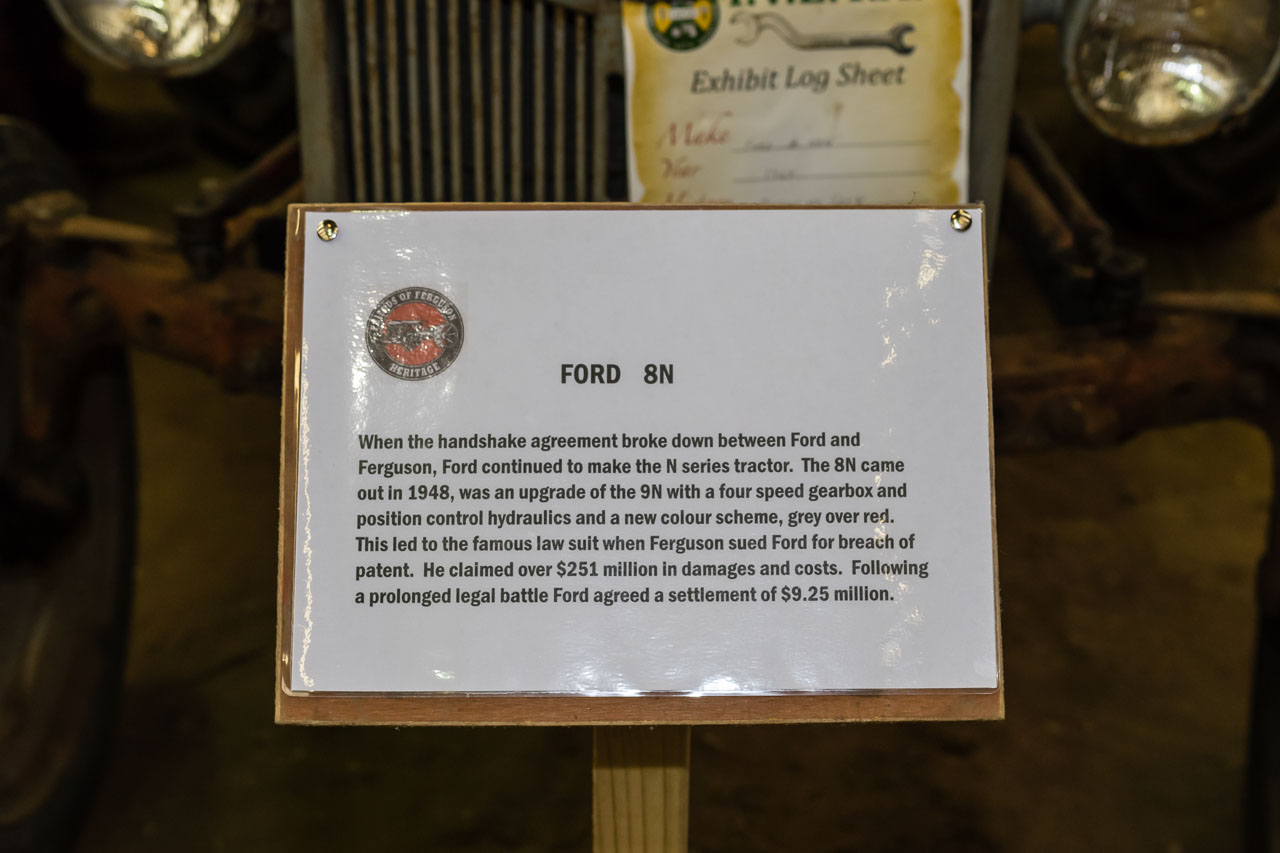 Exhibit Log Sheet
Make
Year
FRIENDS OF FERGUSON
HERITAGE
FORD 8N
When the handshake agreement broke down between Ford and
Ferguson, Ford continued to make the N series tractor. The 8N came
out in 1948, was an upgrade of the 9N with a four speed gearbox and
position control hydraulics and a new colour scheme, grey over red.
This led to the famous law suit when Ferguson sued Ford for breach of
patent. He claimed over $251 million in damages and costs. Following
a prolonged legal battle Ford agreed a settlement of $9.25 million.